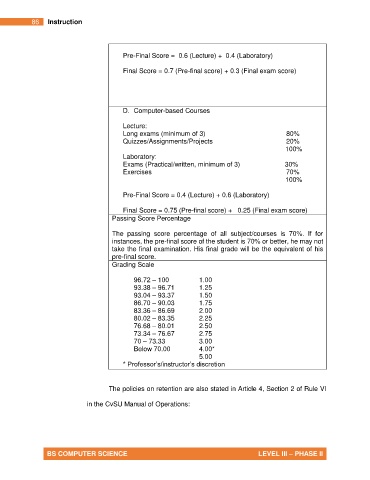 86 Instruction
Pre-Final Score = 0.6 (Lecture) + 0.4 (Laboratory)
Final Score = 0.7 (Pre-final score) + 0.3 (Final exam score)
D. Computer-based Courses
Lecture:
Long exams (minimum of 3) 80%
Quizzes/Assignments/Projects 20%
100%
Laboratory:
Exams (Practical/written, minimum of 3) 30%
Exercises 70%
100%
Pre-Final Score = 0.4 (Lecture) + 0.6 (Laboratory)
Final Score = 0.75 (Pre-final score) + 0.25 (Final exam score)
Passing Score Percentage
The passing score percentage of all subject/courses is 70%. If for
instances, the pre-final score of the student is 70% or better, he may not
take the final examination. His final grade will be the equivalent of his
pre-final score.
Grading Scale
96.72 – 100 1.00
93.38 – 96.71 1.25
93.04 – 93.37 1.50
86.70 – 90.03 1.75
83.36 – 86.69 2.00
80.02 – 83.35 2.25
76.68 – 80.01 2.50
73.34 – 76.67 2.75
70 – 73.33 3.00
Below 70.00 4.00*
5.00
* Professor's/instructor's discretion
The policies on retention are also stated in Article 4, Section 2 of Rule VI
in the CvSU Manual of Operations:
BS COMPUTER SCIENCE LEVEL III – PHASE II